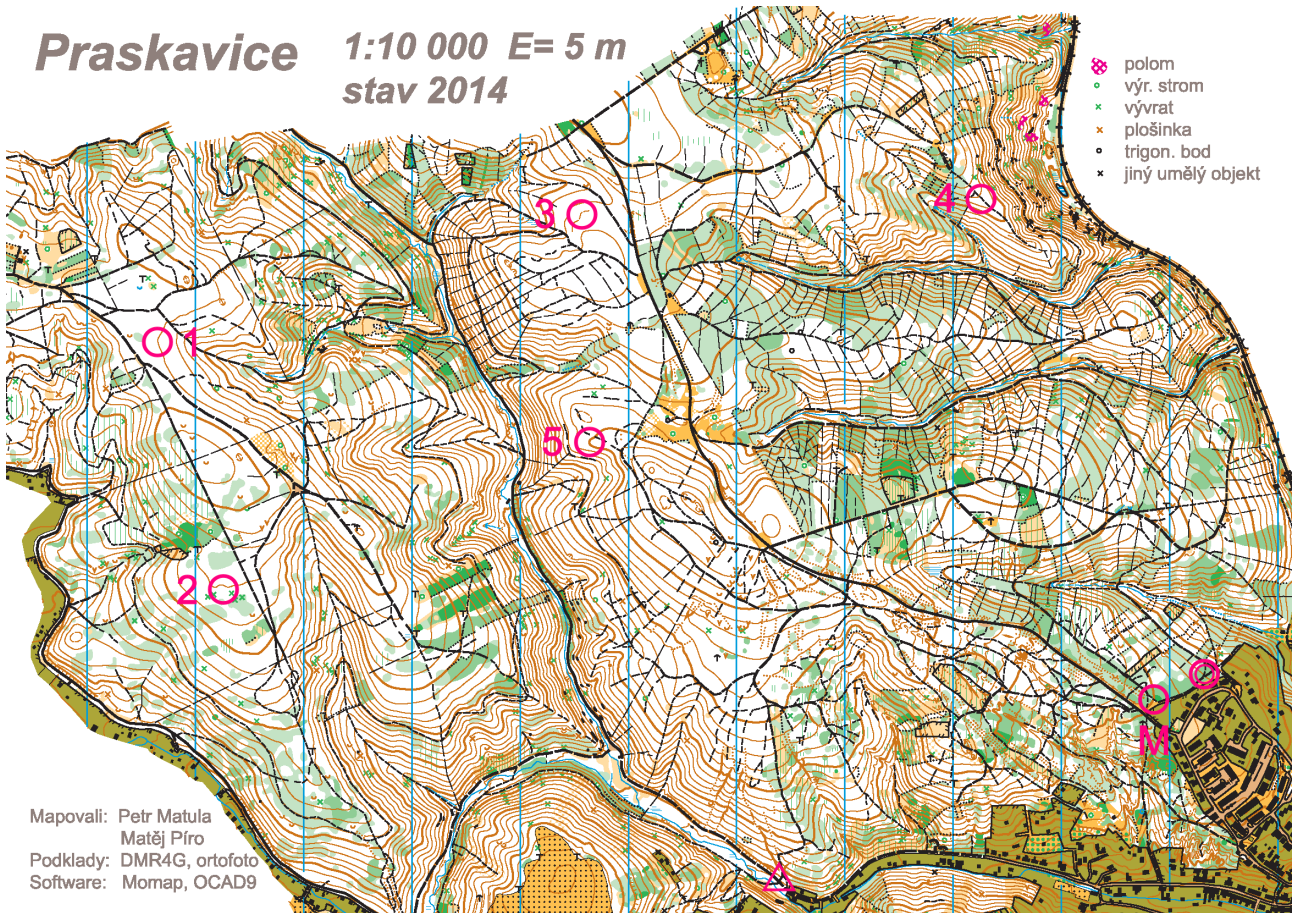 Praskavice
1:10 000 E= 5 m
stav 2014
polom
výr. strom
vývrat
plošinka
trigon. bod
jiný umělý objekt
4
3
1
5
2
M
Mapovali: Petr Matula
Matěj Píro
Podklady: DMR4G, ortofoto
Software: Mornap, OCAD9